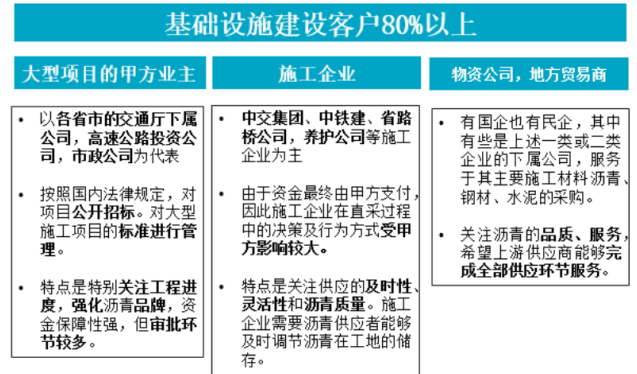 基础设施建设客户80%以上
大型项目的甲方业主
施工企业
物资公司，地方贸易商
• 以各省市的交通厅下属
公司，高速公路投资公
司，市政公司为代表
• 按照国内法律规定，对
项目公开招标。对大型
施工项目的标准进行管
理。
• 特点是特别关注工程进
度，强化沥青品牌，资
金保障性强，但审批环
节较多。
• 中交集团、中铁建、省路
桥公司，养护公司等施工
企业为主
• 由于资金最终由甲方支付，
因此施工企业在直采过程
中的决策及行为方式受甲
方影响较大。
• 特点是关注供应的及时性、
灵活性和沥青质量。施工
企业需要沥青供应者能够
及时调节沥青在工地的储
存。
• 有国企也有民企，其中
有些是上述一类或二类
企业的下属公司，服务
于其主要施工材料沥青、
钢材、水泥的采购。
• 关注沥青的品质、服务，
希望上游供应商能够完
成全部供应环节服务。